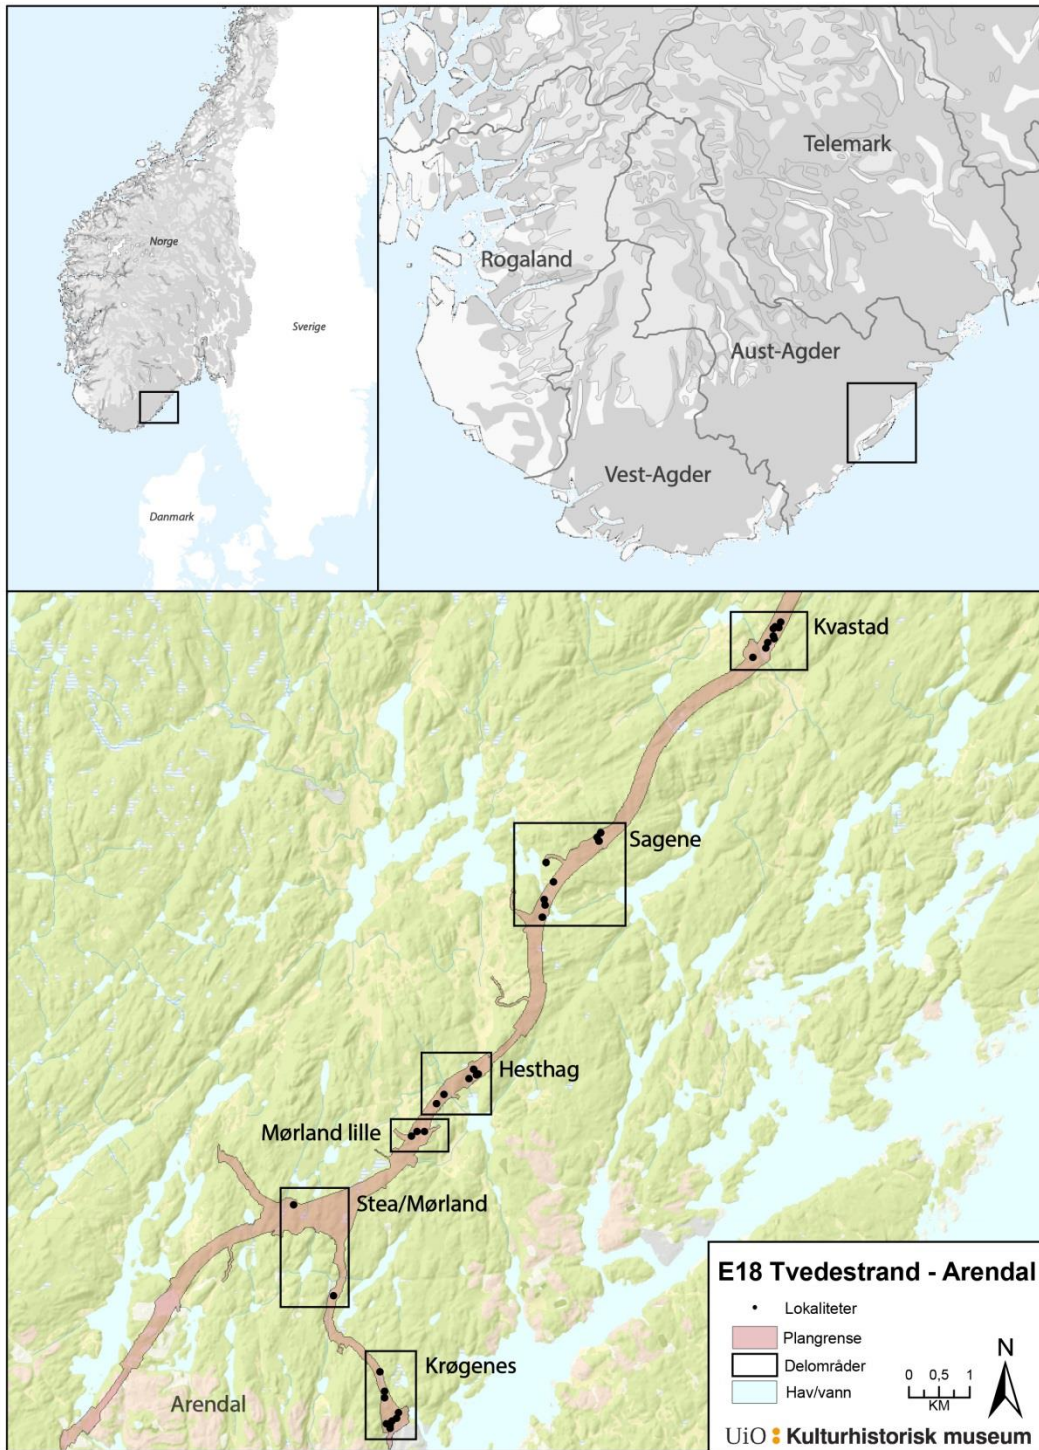 Norge
Sverige
Danmark
Telemark
Rogaland
Aust-Agder
Vest-Agder
Kvastad
Sagene
Hesthag
Mørland lille
Stea/Mørland
Krøgenes
Arendal
E18 Tvedestrand - Arendal
Lokaliteter
Plangrense
Delområder
Hav/vann
N
0 0,5 1
KM
UiO Kulturhistorisk museum